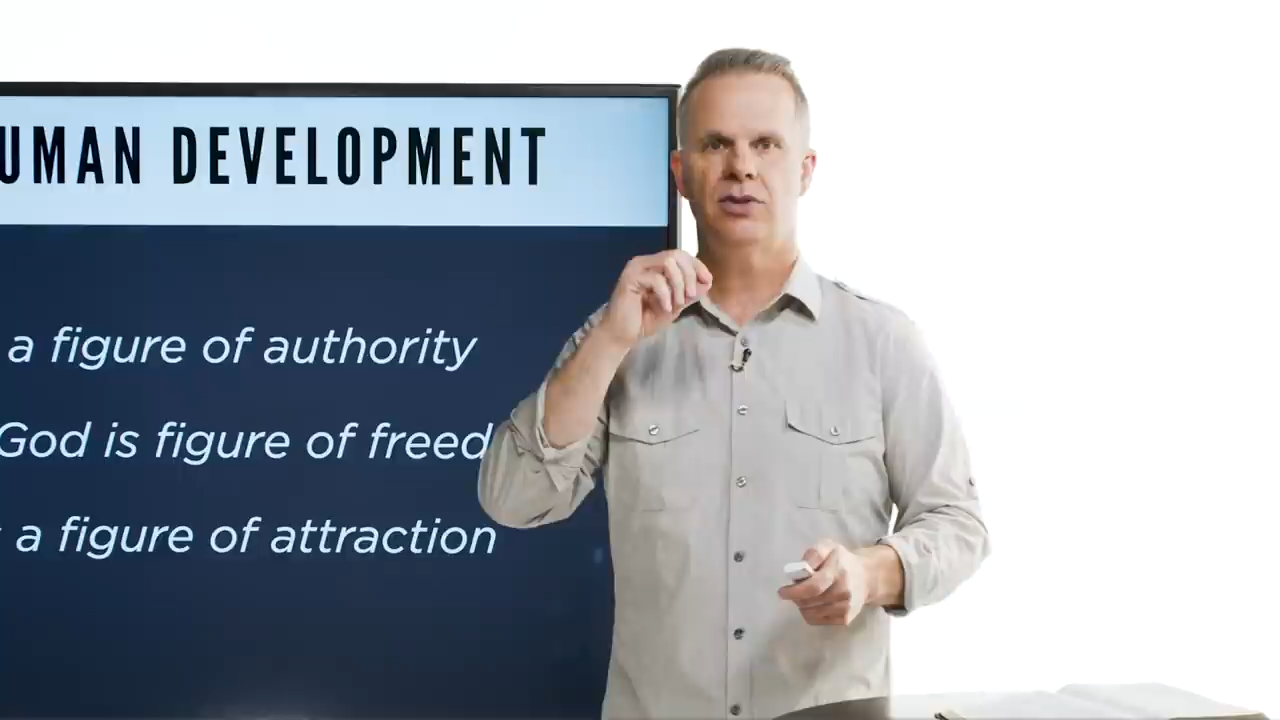 UMAN DEVELOPMENT
a figure of authority
God is figure of freed
a figure of attraction